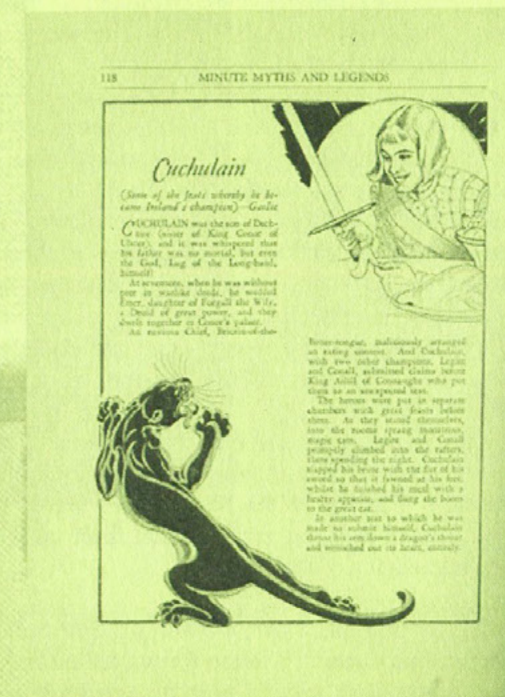 118
MINUTE MYTHS AND LEGENDS
Cuchulain
(Some of the feats whereby he be-
came Ireland's champion)—Gaelic
CUCHULAIN was the son of Dech-
tire (sister of King Conor of
Ulster), and it was whispered that
his father was no mortal, but even
the God, Lug of the Long-hand,
himself!
At seventeen, when he was without
peer in warlike deeds, he wedded
Emer, daughter of Forgall the Wily,
a Druid of great power, and they
dwelt together in Conor's palace.
An envious Chief,
Bitter-tongue, maliciously arranged
an eating contest. And Cuchulain,
with two other champions,
and Conall, submitted claims before
King Ailill of Connaught who put
them to an unexpected test.
The heroes were put in separate
chambers with great feasts before
them. As they seated themselves,
into the rooms sprang monstrous,
magic cats. and Conall
promptly climbed into the rafters,
there spending the night. Cuchulain
slapped his brute with the flat of his
sword so that it fawned at his feet,
whilst he finished his meal with a
hearty appetite, and flung the bones
to the great cat.
In another test to which he was
made to submit himself, Cuchulain
thrust his arm down a dragon's throat
and wrenched out its heart, entirely.